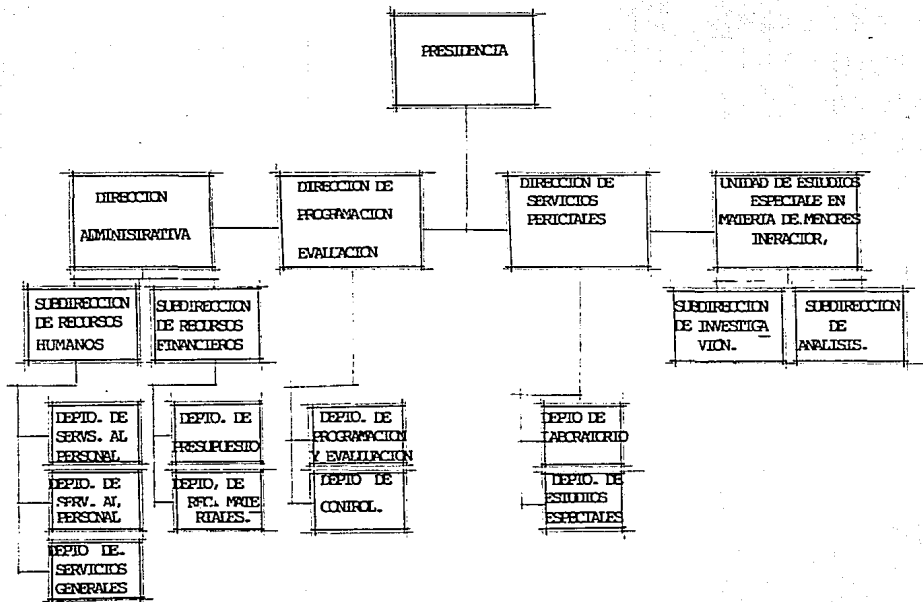 PRESIDENCIA
DIRECCION
ADMINISTRATIVA
DIRECCION DE
PROGRAMACION
EVALUACION
DIRECCION DE
SERVICIOS
PERICIALES
UNIDAD DE ESTUDIOS
ESPECIALE EN
MATERIA DE MENORES
INFRACTOR,
SUBDIRECCION
DE RECURSOS
HUMANOS
SUBDIRECCION
DE RECURSOS
FINANCIEROS
SUBDIRECCION
DE INVESTIGA
VION.
SUBDIRECCION
DE
ANALISIS.
DEPTO. DE
SERVS. AL
PERSONAL
DEPTO. DE
SERV. AL
PERSONAL
DEPTO DE.
SERVICIOS
GENERALES
DEPTO. DE
PRESUPUESTO
DEPTO, DE
REC. MATE
RIALES.
DEPTO. DE
PROGRAMACION
Y EVALUACION
DEPTO DE
CONTROL.
DEPTO DE
LABORATORIO
DEPTO. DE
ESTUDIOS
ESPECIALES